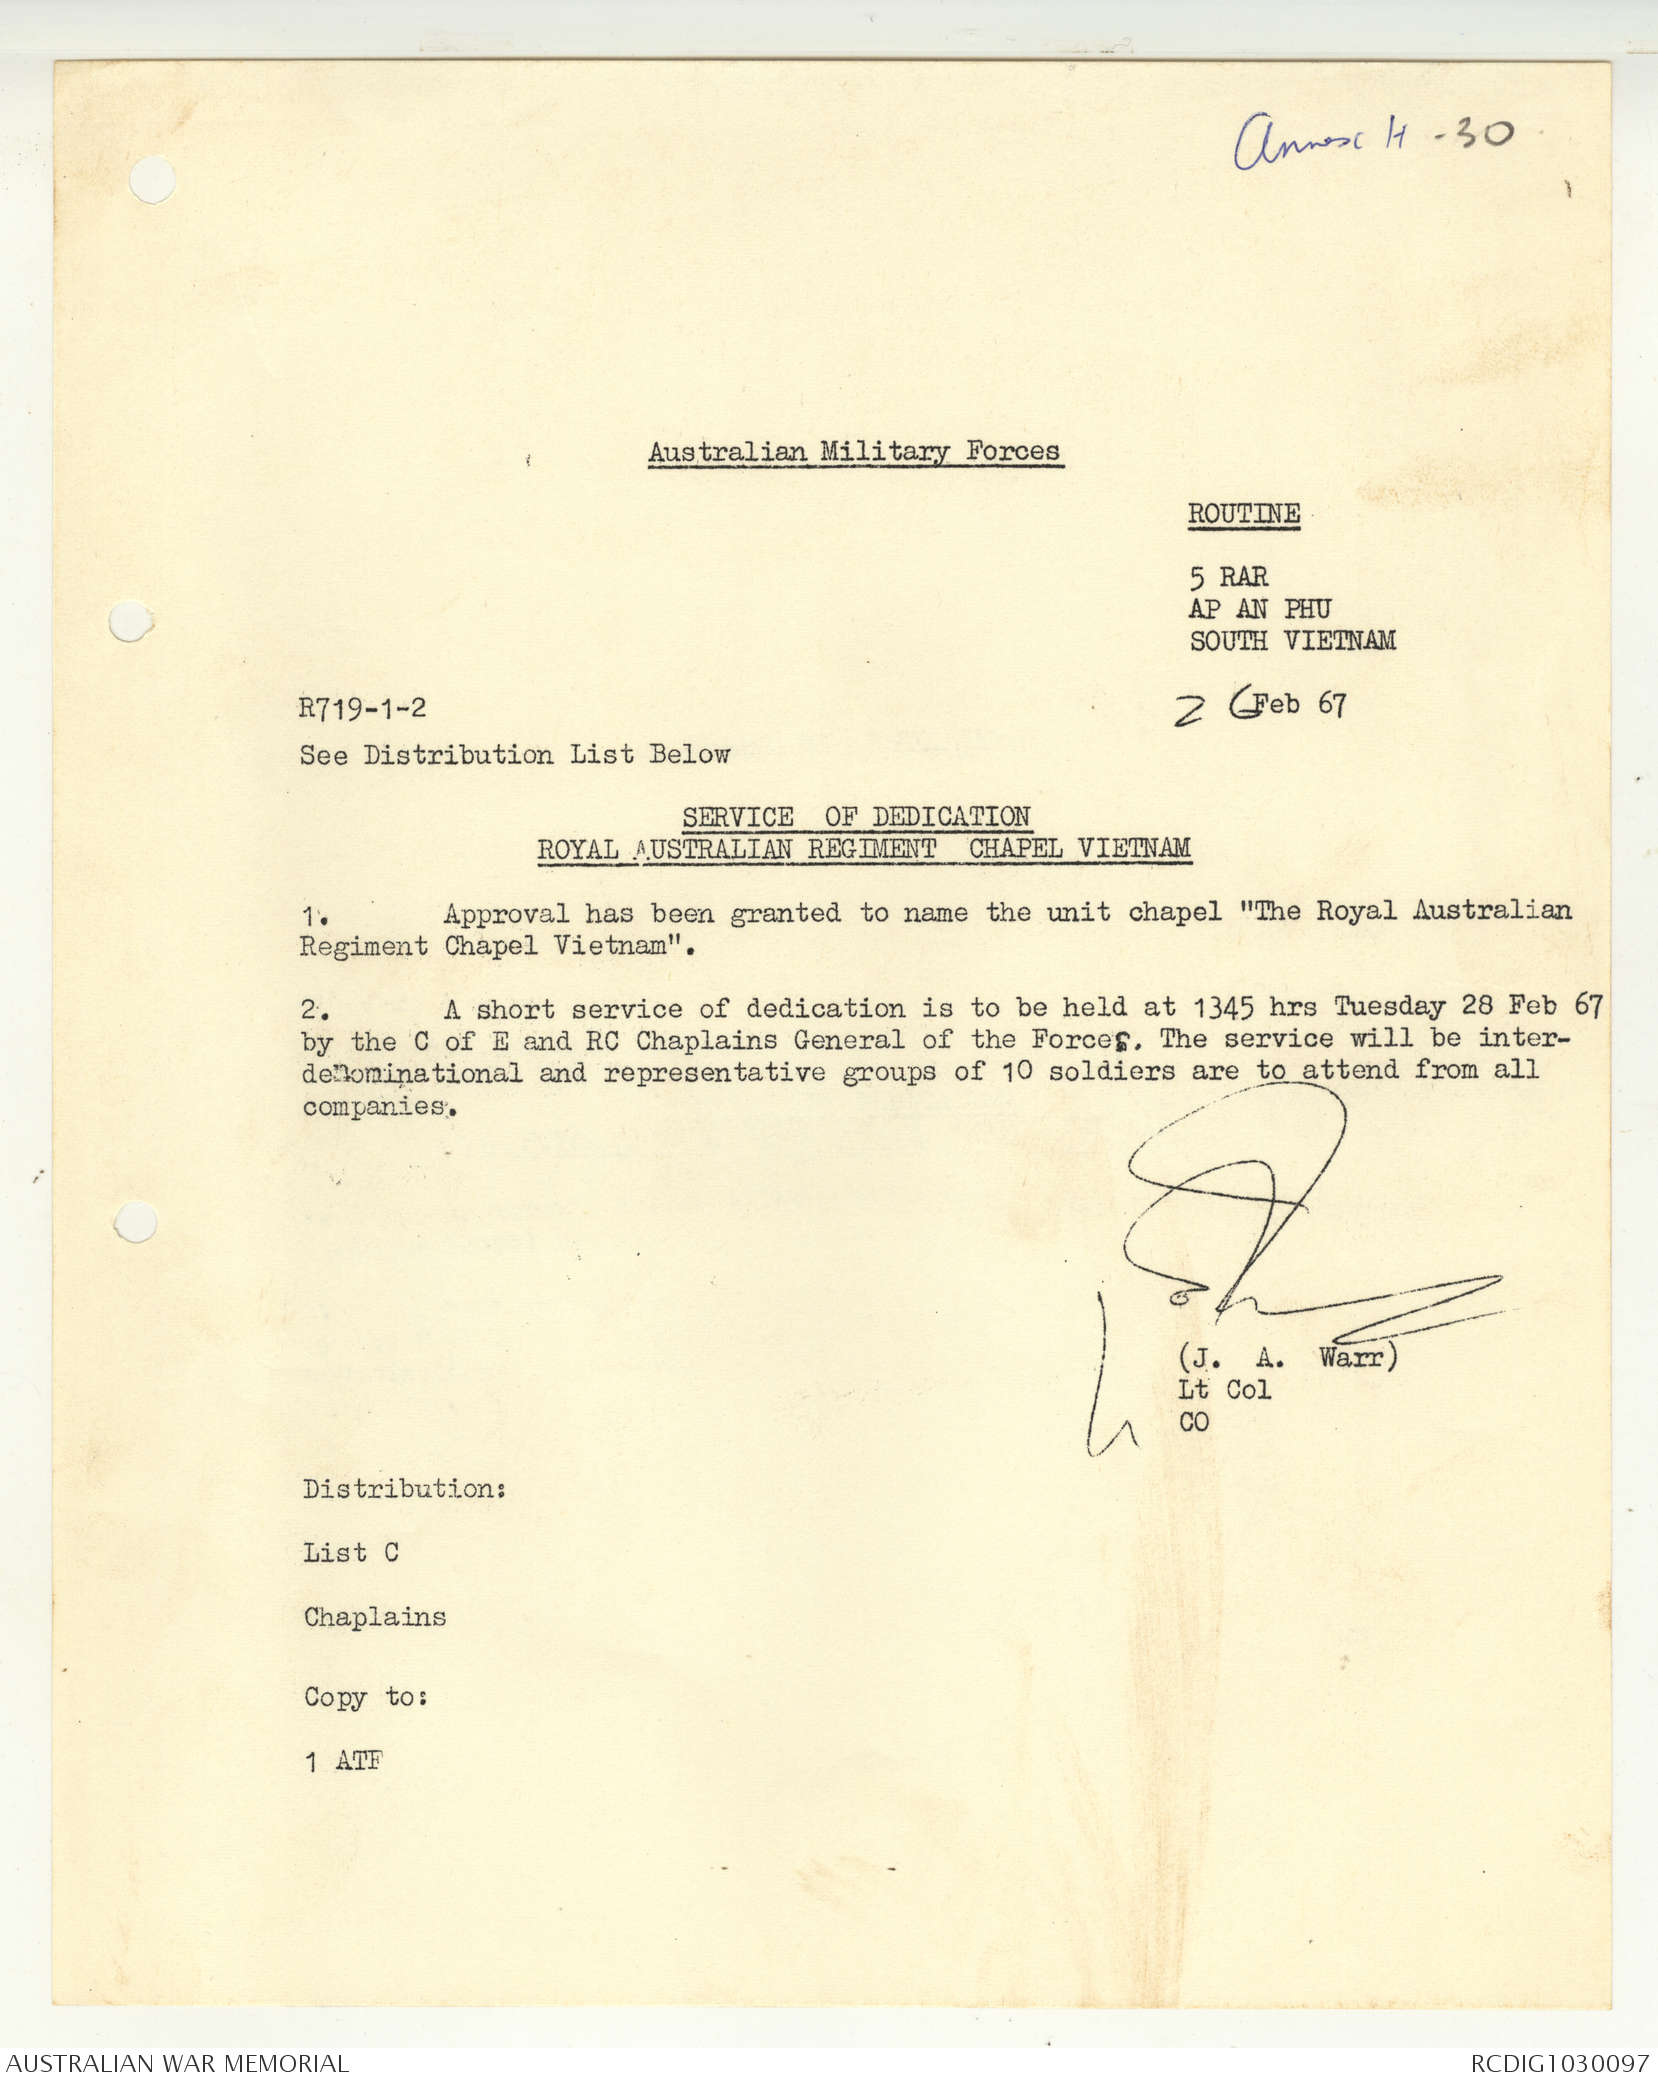 Annex H -30
Australian Military Forces
ROUTINE
5 RAR
AP AN PHU
SOUTH VIETNAM
R719-1-2
26 Feb 67
See Distribution List Below
SERVICE OF DEDICATION
ROYAL AUSTRALIAN REGIMENT CHAPEL VIETNAM
1. Approval has been granted to name the unit chapel "The Royal Australian
Regiment Chapel Vietnam".
2. A short service of dedication is to be held at 1345 hrs Tuesday 28 Feb 67
by the C of E and RC Chaplains General of the Forces. The service will be inter-
denominational and representative groups of 10 soldiers are to attend from all
companies.
(J. A. Warr)
Lt Col
CO
Distribution:
List C
Chaplains
Copy to:
1 ATF
AUSTRALIAN WAR MEMORIAL
RCDIG1030097